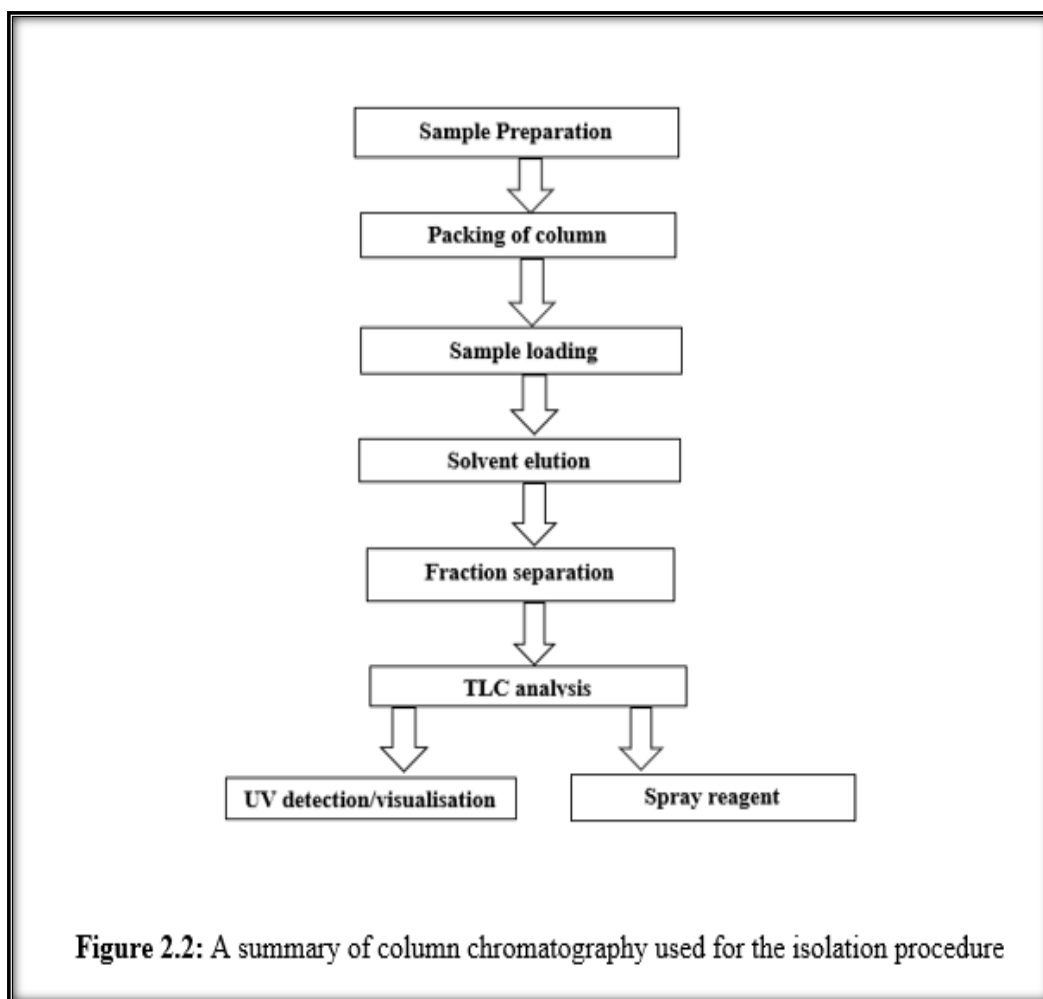 Sample Preparation
Packing of column
Sample loading
Solvent elution
Fraction separation
TLC analysis
UV detection/visualisation
Spray reagent
Figure 2.2: A summary of column chromatography used for the isolation procedure